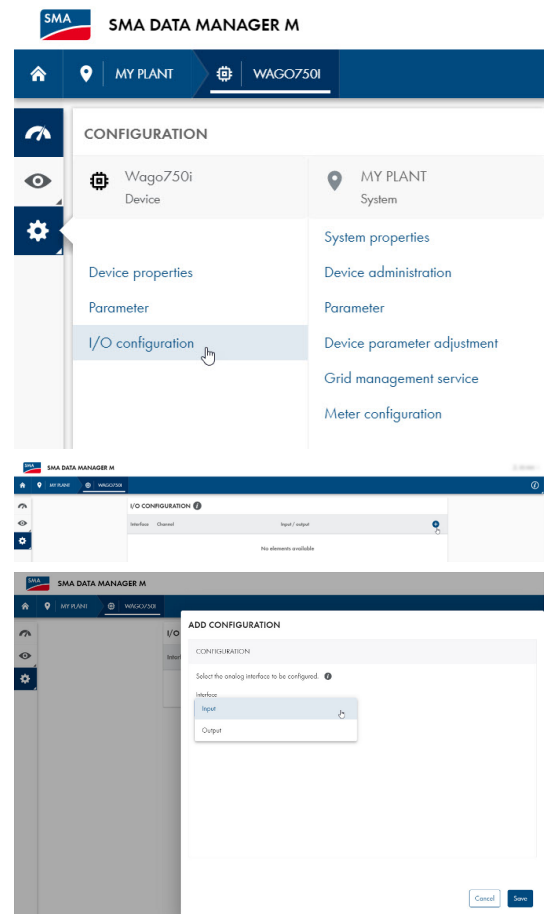 SMA
SMA DATA MANAGER M
MY PLANT
WAGO750I
CONFIGURATION
Wago750i
Device
MY PLANT
System
System properties
Device properties
Device administration
Parameter
Parameter
I/O configuration
Device parameter adjustment
Grid management service
Meter configuration
SMA
SMA DATA MANAGER M
MY PLANT
WAGO750I
I/O CONFIGURATION
Interface Channel Input / output
No elements available
SMA
SMA DATA MANAGER M
MY PLANT
WAGO750I
I/O
ADD CONFIGURATION
CONFIGURATION
Select the analog interface to be configured.
Interface
Input
Output
Cancel Save